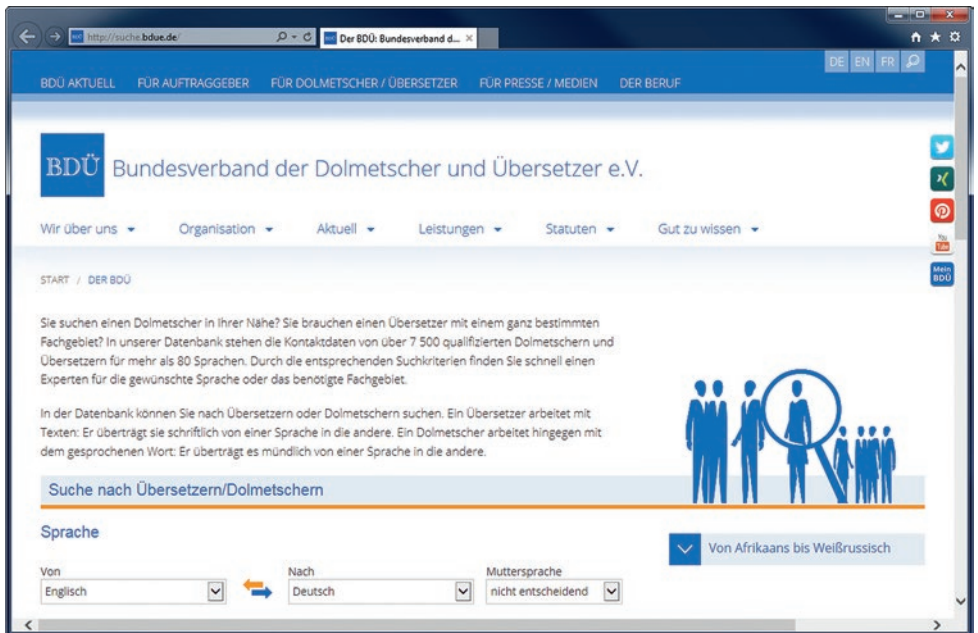 BDÜ
http://suche.bdue.de/
BDÜ
Der BDÜ: Bundesverband d...
DE EN FR
BDÜ AKTUELL FÜR AUFTRAGGEBER FÜR DOLMETSCHER / ÜBERSETZER FÜR PRESSE / MEDIEN DER BERUF
BDÜ Bundesverband der Dolmetscher und Übersetzer e.V.
Wir über uns Organisation Aktuell Leistungen Statuten Gut zu wissen
You
Tube
Mein
BDÜ
START / DER BDÜ
Sie suchen einen Dolmetscher in Ihrer Nähe? Sie brauchen einen Übersetzer mit einem ganz bestimmten
Fachgebiet? In unserer Datenbank stehen die Kontaktdaten von über 7 500 qualifizierten Dolmetschern und
Übersetzern für mehr als 80 Sprachen. Durch die entsprechenden Suchkriterien finden Sie schnell einen
Experten für die gewünschte Sprache oder das benötigte Fachgebiet.
In der Datenbank können Sie nach Übersetzern oder Dolmetschern suchen. Ein Übersetzer arbeitet mit
Texten: Er überträgt sie schriftlich von einer Sprache in die andere. Ein Dolmetscher arbeitet hingegen mit
dem gesprochenen Wort: Er überträgt es mündlich von einer Sprache in die andere.
Suche nach Übersetzern/Dolmetschern
Sprache
Von Afrikaans bis Weißrussisch
Von Nach Muttersprache
Englisch Deutsch nicht entscheidend